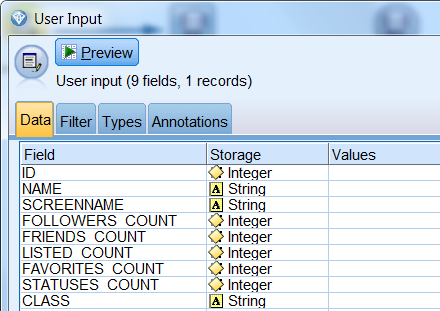 User Input
Preview
User input (9 fields, 1 records)
Data Filter Types Annotations
Field Storage Values
ID Integer
NAME String
SCREENNAME String
FOLLOWERS_COUNT Integer
FRIENDS_COUNT Integer
LISTED_COUNT Integer
FAVORITES_COUNT Integer
STATUSES_COUNT Integer
CLASS String